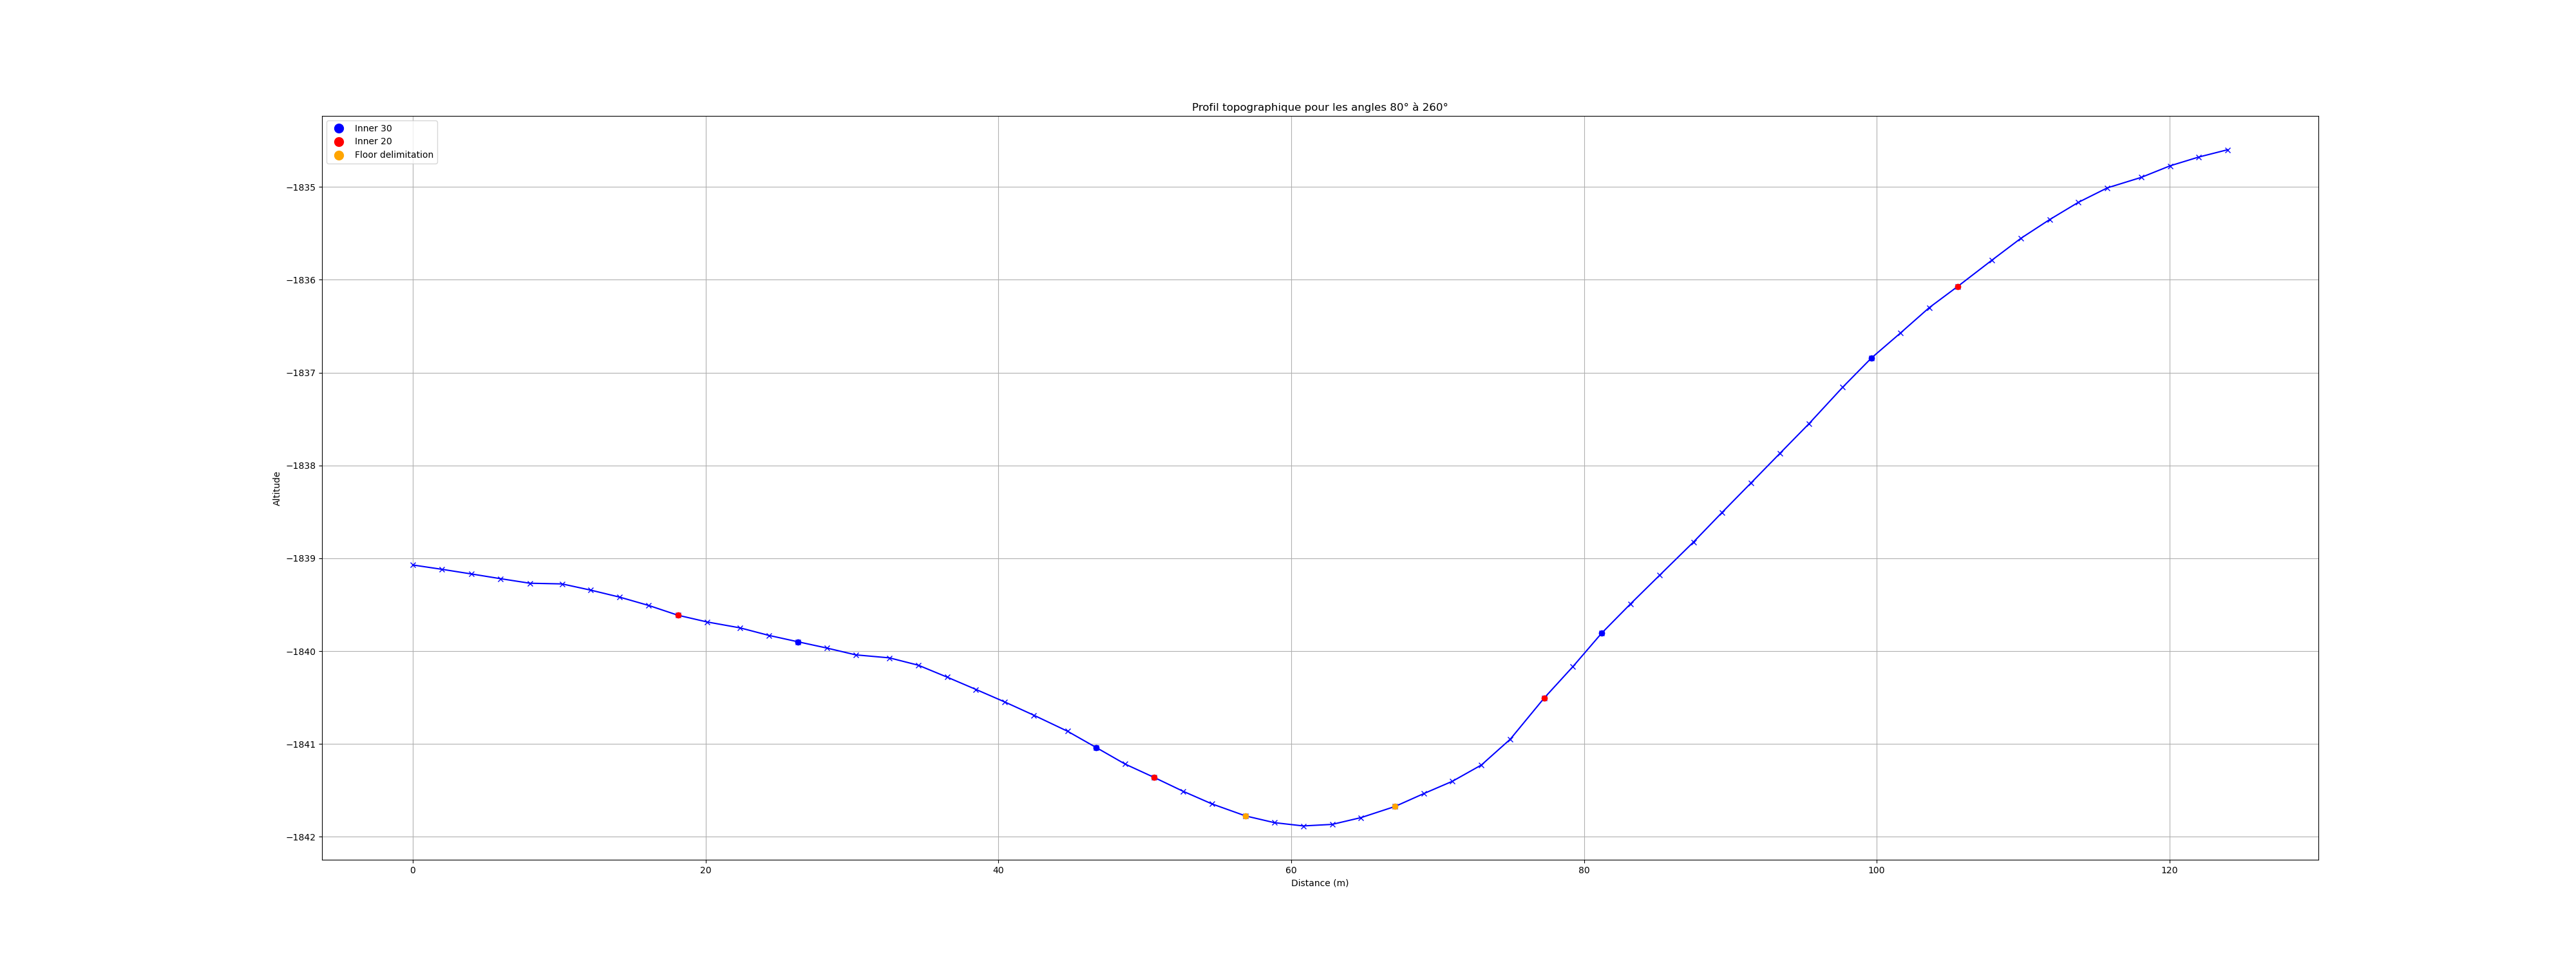 Profil topographique pour les angles 80° à 260°
Inner 30
Inner 20
Floor delimitation
Altitude
−1835
−1836
−1837
−1838
−1839
−1840
−1841
−1842
0 20 40 60 80 100 120
Distance (m)